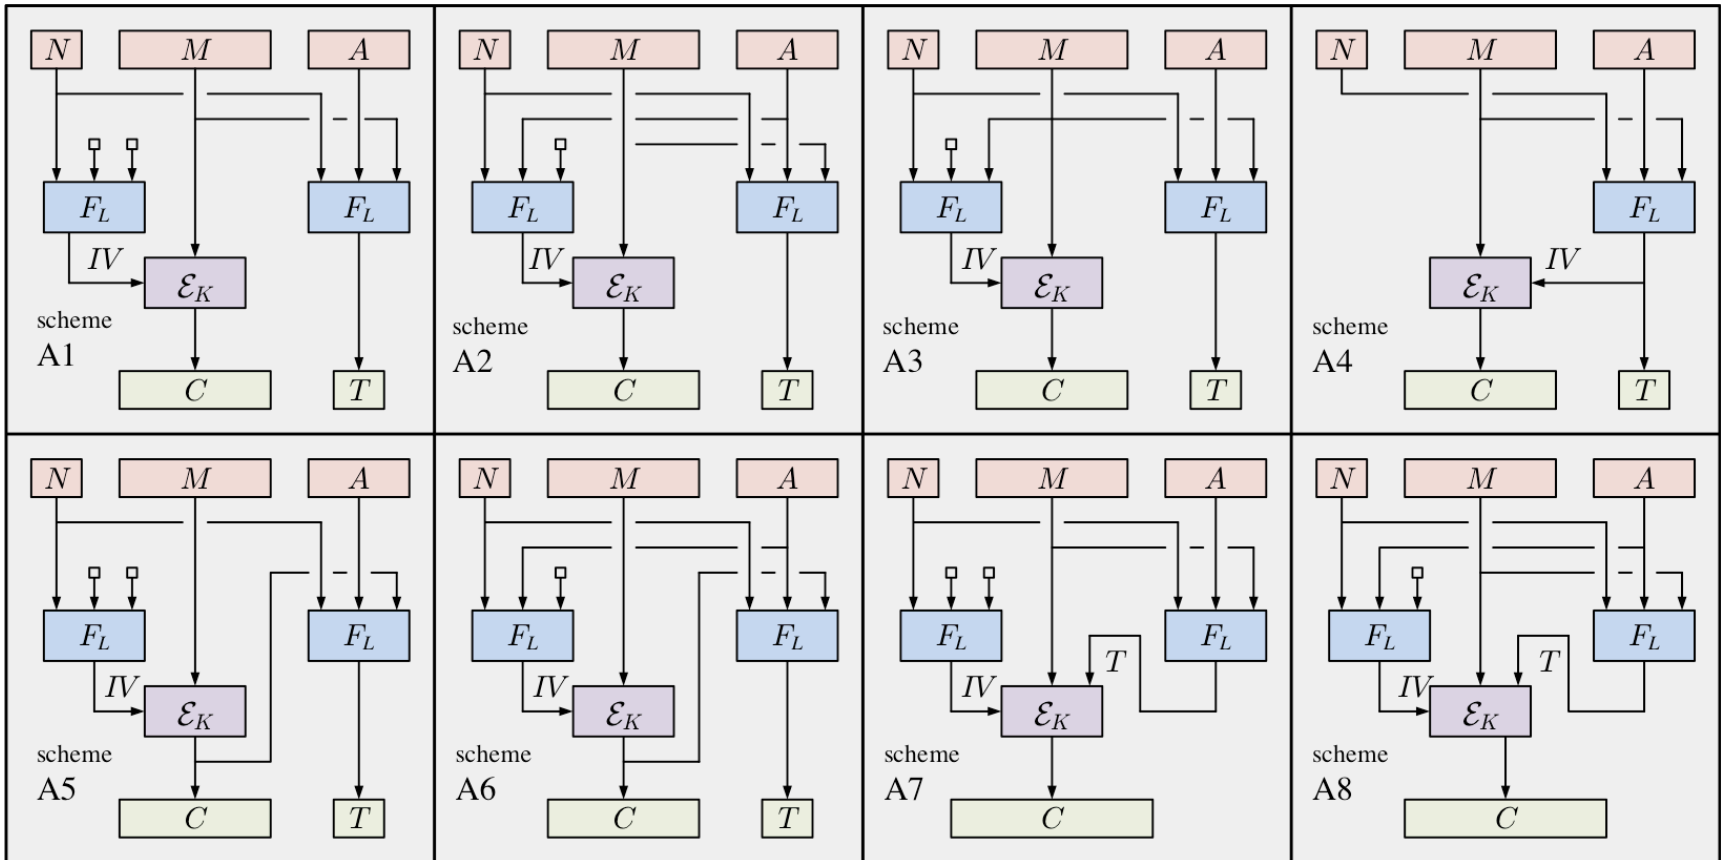 N M A
F_L F_L
IV
ℰ_K
scheme
A1
C T
N M A
F_L F_L
IV
ℰ_K
scheme
A2
C T
N M A
F_L F_L
IV
ℰ_K
scheme
A3
C T
N M A
F_L
IV
ℰ_K
scheme
A4
C T
N M A
F_L F_L
IV
ℰ_K
scheme
A5
C T
N M A
F_L F_L
IV
ℰ_K
scheme
A6
C T
N M A
F_L F_L
T
IV
ℰ_K
scheme
A7
C
N M A
F_L F_L
T
IV
ℰ_K
scheme
A8
C